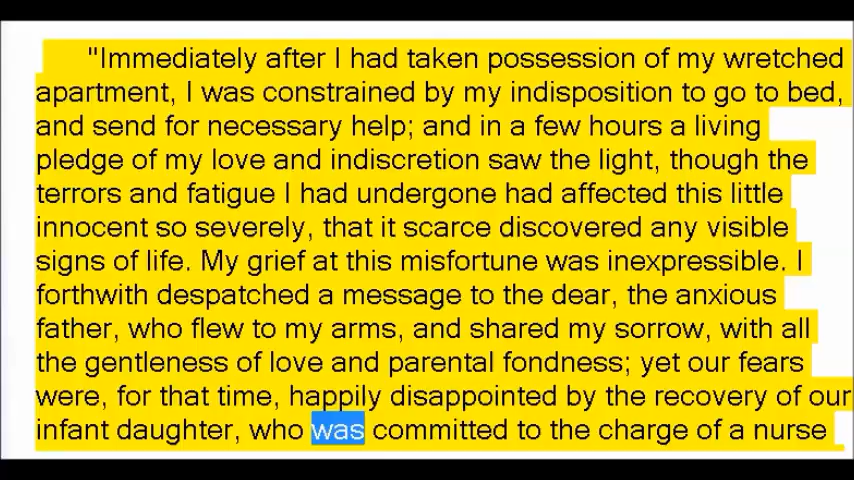 "Immediately after I had taken possession of my wretched
apartment, I was constrained by my indisposition to go to bed,
and send for necessary help; and in a few hours a living
pledge of my love and indiscretion saw the light, though the
terrors and fatigue I had undergone had affected this little
innocent so severely, that it scarce discovered any visible
signs of life. My grief at this misfortune was inexpressible. I
forthwith despatched a message to the dear, the anxious
father, who flew to my arms, and shared my sorrow, with all
the gentleness of love and parental fondness; yet our fears
were, for that time, happily disappointed by the recovery of our
infant daughter, who was committed to the charge of a nurse